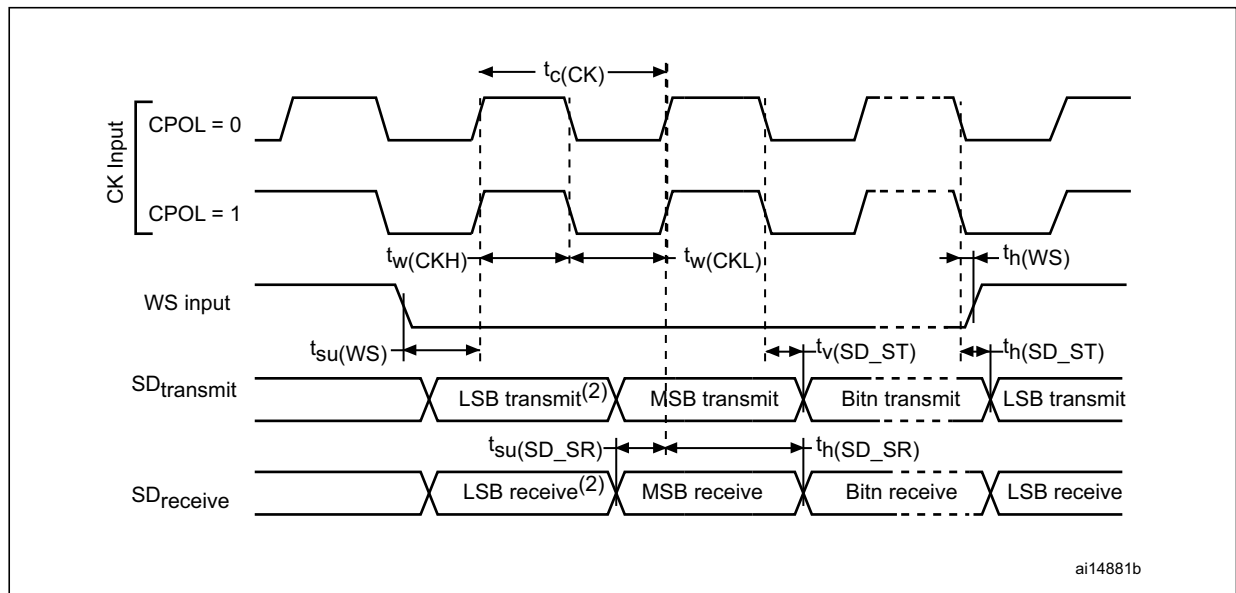 tc(CK)
CK Input
CPOL = 0
CPOL = 1
tw(CKH)
tw(CKL)
th(WS)
WS input
tsu(WS)
tv(SD_ST)
th(SD_ST)
SDtransmit
LSB transmit(2)
MSB transmit
Bitn transmit
LSB transmit
tsu(SD_SR)
th(SD_SR)
SDreceive
LSB receive(2)
MSB receive
Bitn receive
LSB receive
ai14881b